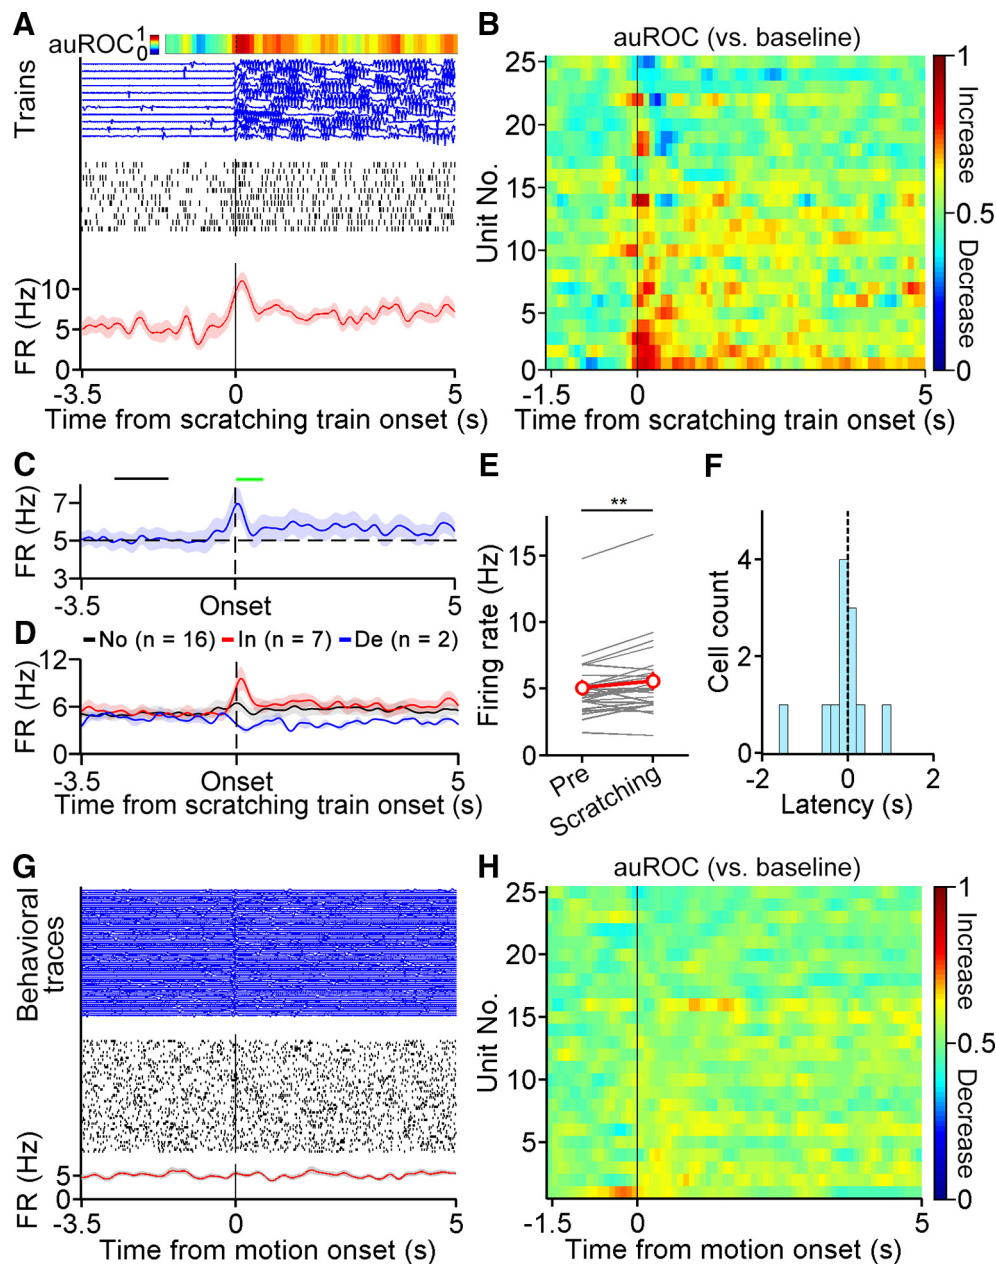 A
auROC 1
0
Trains
FR (Hz)
10
5
0
-3.5 0 5
Time from scratching train onset (s)
B
auROC (vs. baseline)
Unit No.
25
20
15
10
5
0
-1.5 0 5
Time from scratching train onset (s)
1
Increase
0.5
Decrease
0
C
FR (Hz)
7
5
3
-3.5 Onset 5
D
No (n = 16) In (n = 7) De (n = 2)
FR (Hz)
12
6
0
-3.5 Onset 5
Time from scratching train onset (s)
E
**
Firing rate (Hz)
15
10
5
0
Pre
Scratching
F
Cell count
4
2
0
-2 0 2
Latency (s)
G
Behavioral
traces
FR (Hz)
5
0
-3.5 0 5
Time from motion onset (s)
H
auROC (vs. baseline)
Unit No.
25
20
15
10
5
-1.5 0 5
Time from motion onset (s)
1
Increase
0.5
Decrease
0